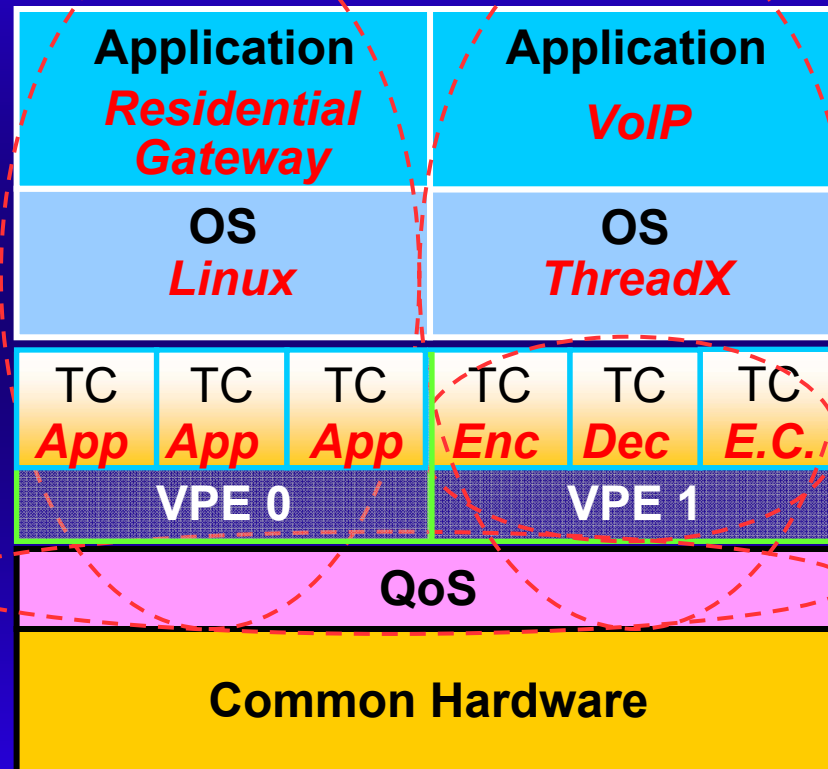 Application Application
Residential
Gateway
VoIP
OS OS
Linux ThreadX
TC TC TC TC TC TC
App App App Enc Dec E.C.
VPE 0 VPE 1
QoS
Common Hardware